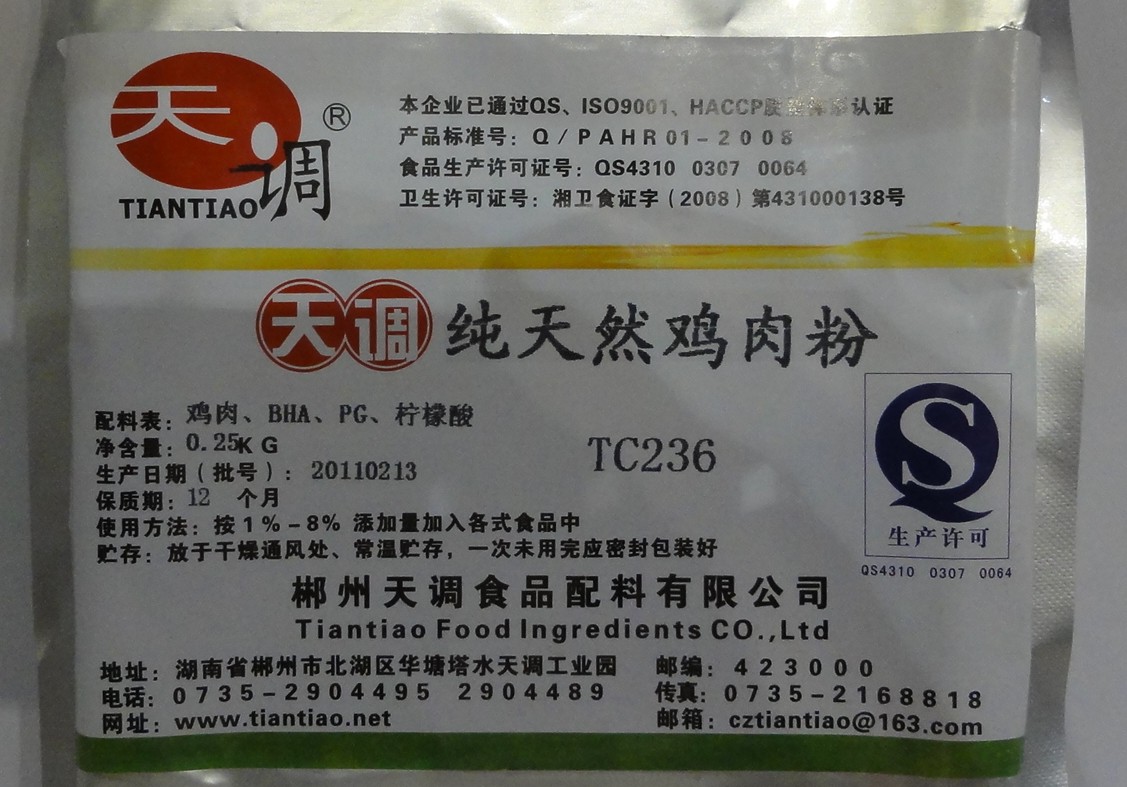 天调®
TIANTIAO
本企业已通过QS、ISO9001、HACCP 认证
产品标准号：Q/PAHR01-2008
食品生产许可证号：QS4310 0307 0064
卫生许可证号：湘卫食证字（2008）第431000138号
天调 纯天然鸡肉粉
配料表：鸡肉、BHA、PG、柠檬酸
净含量：0.25KG
TC236
生产日期（批号）：20110213
保质期：12 个月
使用方法：按1%-8% 添加量加入各式食品中
贮存：放于干燥通风处、常温贮存，一次未用完应密封包装好
QS
生产许可
QS4310 0307 0064
郴州天调食品配料有限公司
Tiantiao Food Ingredients CO.,Ltd
地址：湖南省郴州市北湖区华塘塔水天调工业园 邮编：423000
电话：0735-2904495 2904489 传真：0735-2168818
网址：www.tiantiao.net 邮箱：cztiantiao@163.com